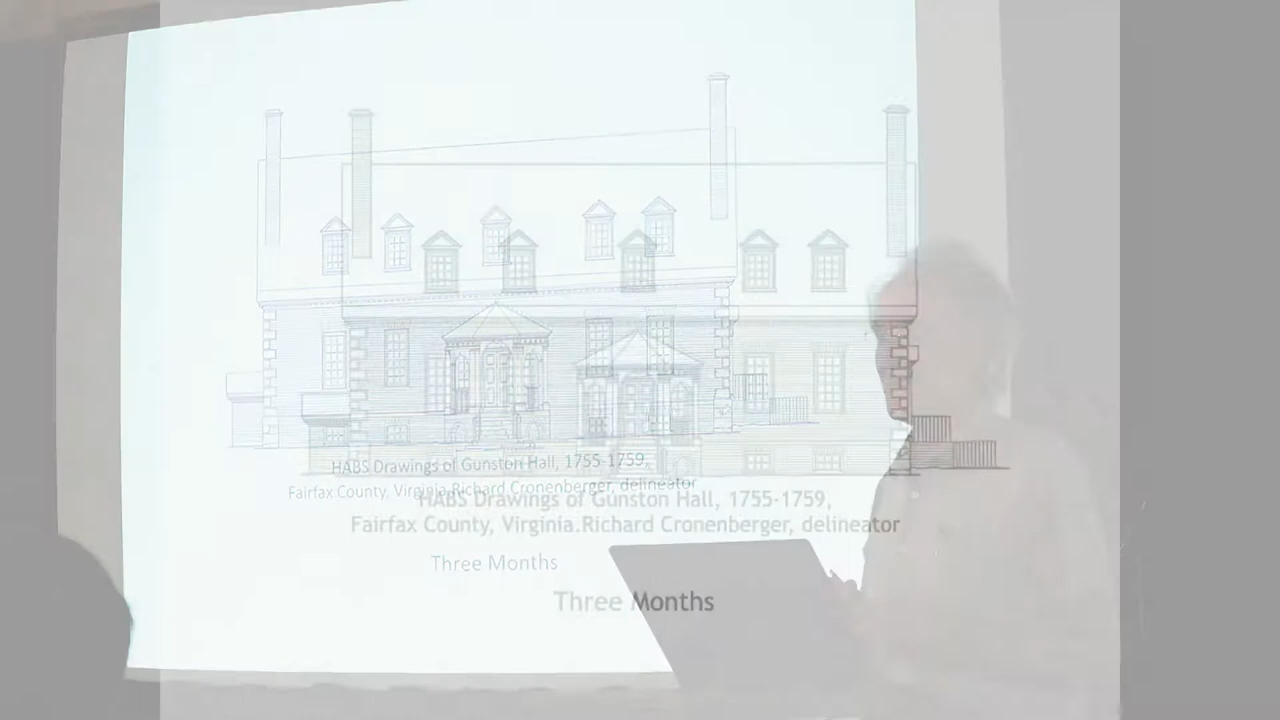 HABS Drawings of Gunston Hall, 1755-1759,
Fairfax County, Virginia.Richard Cronenberger, delineator
Three Months
HABS Drawings of Gunston Hall, 1755-1759,
Fairfax County, Virginia.Richard Cronenberger, delineator
Three Months